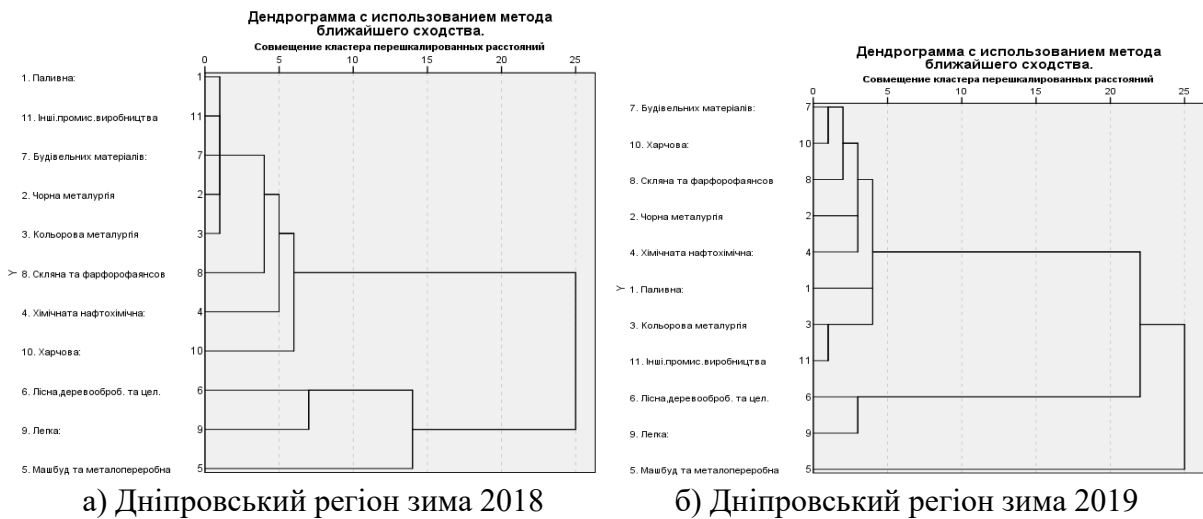 Дендрограмма с использованием метода
ближайшего сходства.
Совмещение кластера перешкалированных расстояний
0 5 10 15 20 25
1. Паливна: 1
11. Інші.промис.виробництва 11
7. Будівельних матеріалів: 7
2. Чорна металургія 2
3. Кольорова металургія 3
Y
8. Скляна та фарфорофаянсов 8
4. Хімічната нафтохімічна: 4
10. Харчова: 10
6. Лісна,деревооброб. та цел. 6
9. Легка: 9
5. Машбуд та металопереробна 5
а) Дніпровський регіон зима 2018
Дендрограмма с использованием метода
ближайшего сходства.
Совмещение кластера перешкалированных расстояний
0 5 10 15 20 25
7. Будівельних матеріалів: 7
10. Харчова: 10
8. Скляна та фарфорофаянсов 8
2. Чорна металургія 2
4. Хімічната нафтохімічна: 4
Y
1. Паливна: 1
3. Кольорова металургія 3
11. Інші.промис.виробництва 11
6. Лісна,деревооброб. та цел. 6
9. Легка: 9
5. Машбуд та металопереробна 5
б) Дніпровський регіон зима 2019